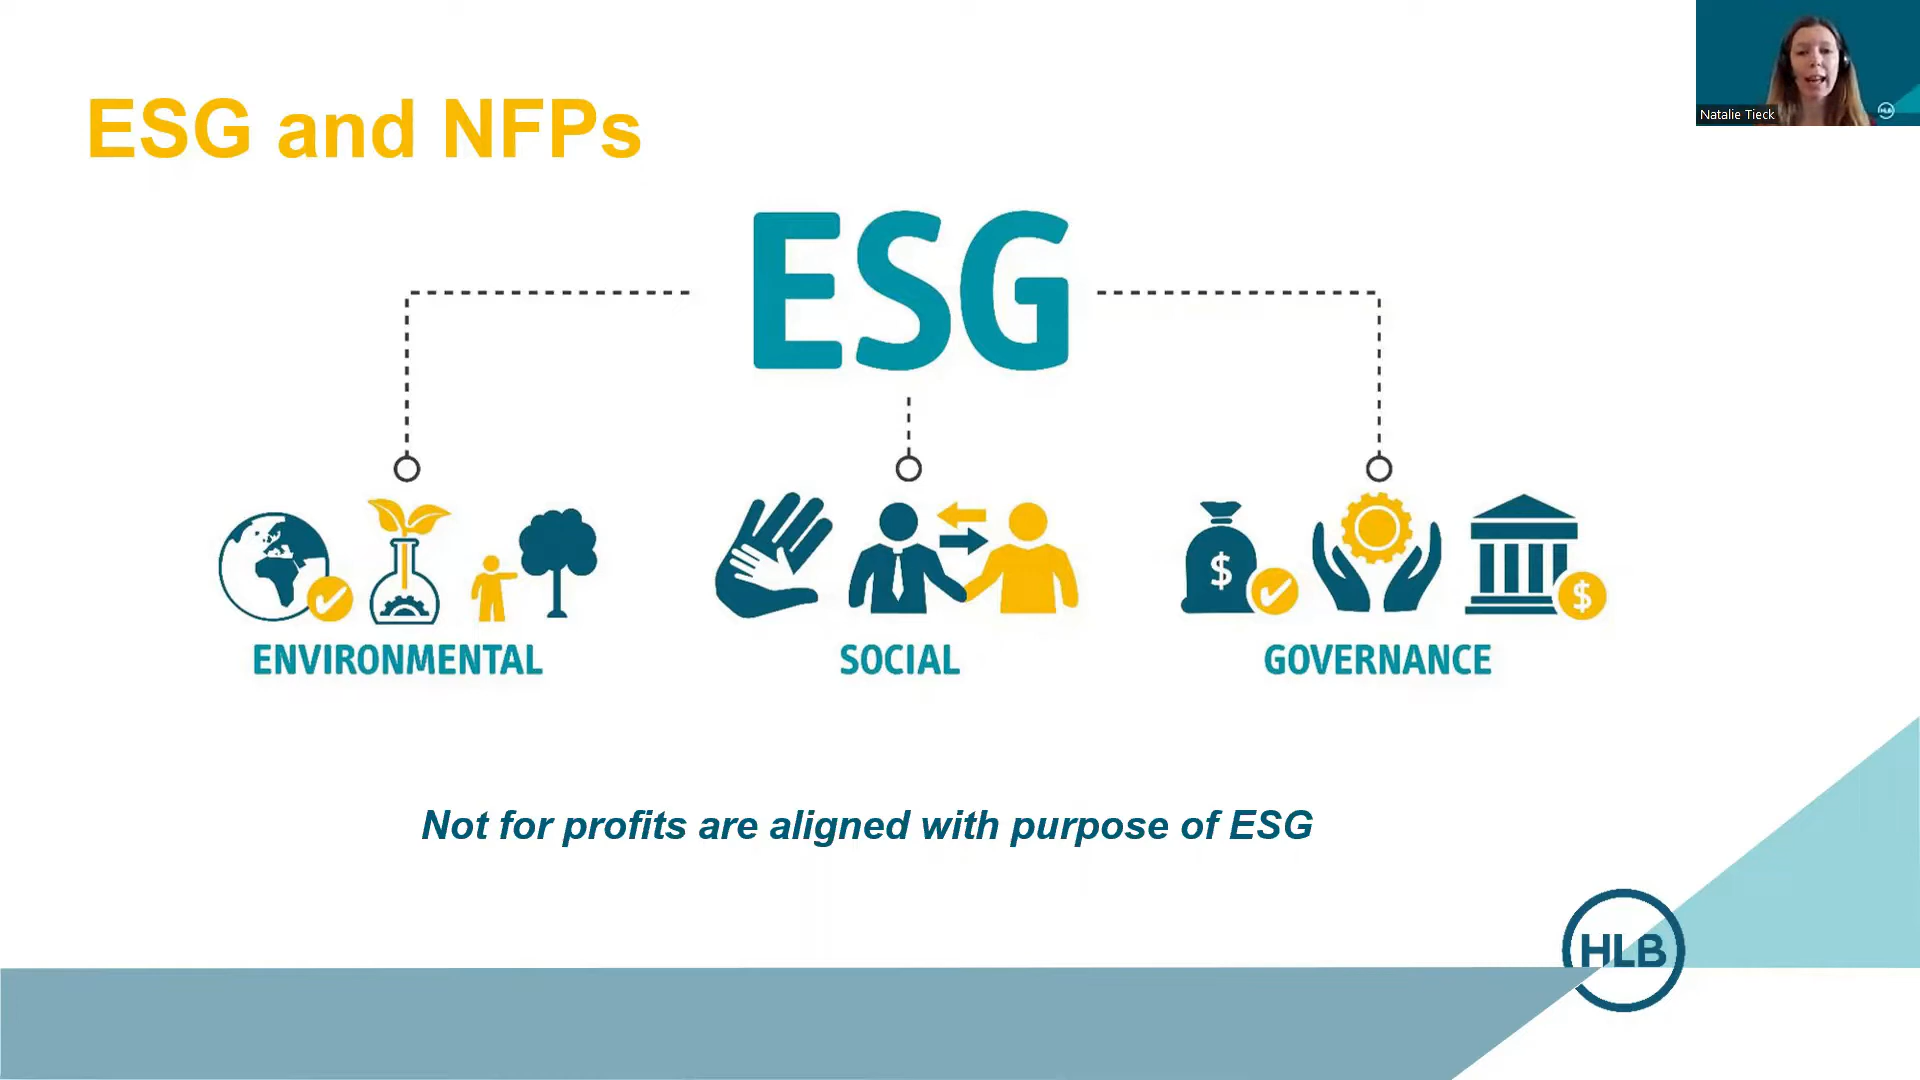 ESG and NFPs
Natalie Tieck
HLB
ESG
$
$
ENVIRONMENTAL
SOCIAL
GOVERNANCE
Not for profits are aligned with purpose of ESG
HLB